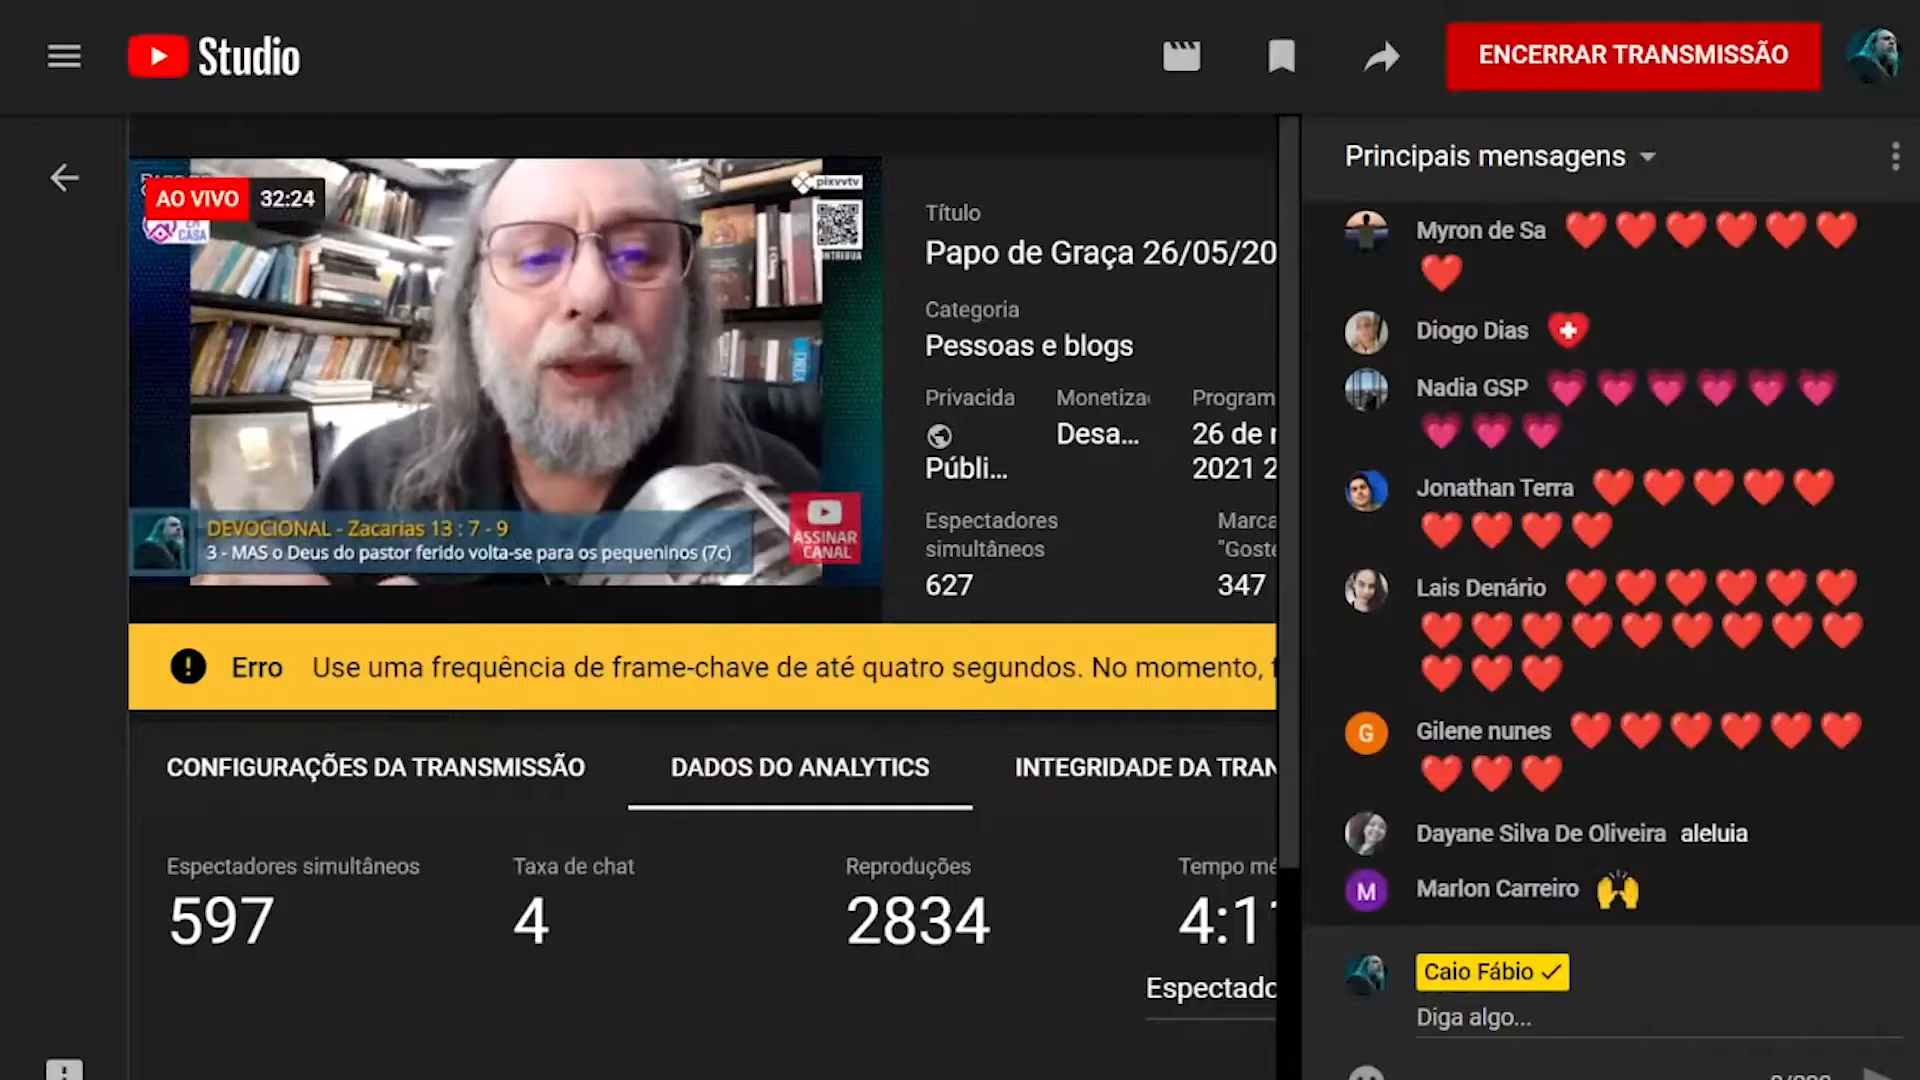 Studio
ENCERRAR TRANSMISSÃO
AO VIVO 32:24
CASA
pixvvtv
DEVOCIONAL - Zacarias 13 : 7 - 9
3 - MAS o Deus do pastor ferido volta-se para os pequeninos (7c)
ASSINAR
CANAL
Título
Papo de Graça 26/05/20
Categoria
Pessoas e blogs
Privacida Monetiza Program
Públi... Desa... 26 de
2021 2
Espectadores
simultâneos
627
Marca
"Goste
347
Erro Use uma frequência de frame-chave de até quatro segundos. No momento,
CONFIGURAÇÕES DA TRANSMISSÃO DADOS DO ANALYTICS INTEGRIDADE DA TRAN
Espectadores simultâneos Taxa de chat Reproduções Tempo mé
597 4 2834 4:1
Espectado
Principais mensagens
Myron de Sa ❤️❤️❤️❤️❤️❤️
❤️
Diogo Dias
Nadia GSP 💗💗💗💗💗💗
💗💗💗
Jonathan Terra ❤️❤️❤️❤️❤️
❤️❤️❤️❤️
Lais Denário ❤️❤️❤️❤️❤️❤️
❤️❤️❤️❤️❤️❤️❤️❤️❤️
❤️❤️❤️
G Gilene nunes ❤️❤️❤️❤️❤️❤️
❤️❤️❤️
Dayane Silva De Oliveira aleluia
M Marlon Carreiro 🙌
Caio Fábio ✓
Diga algo...